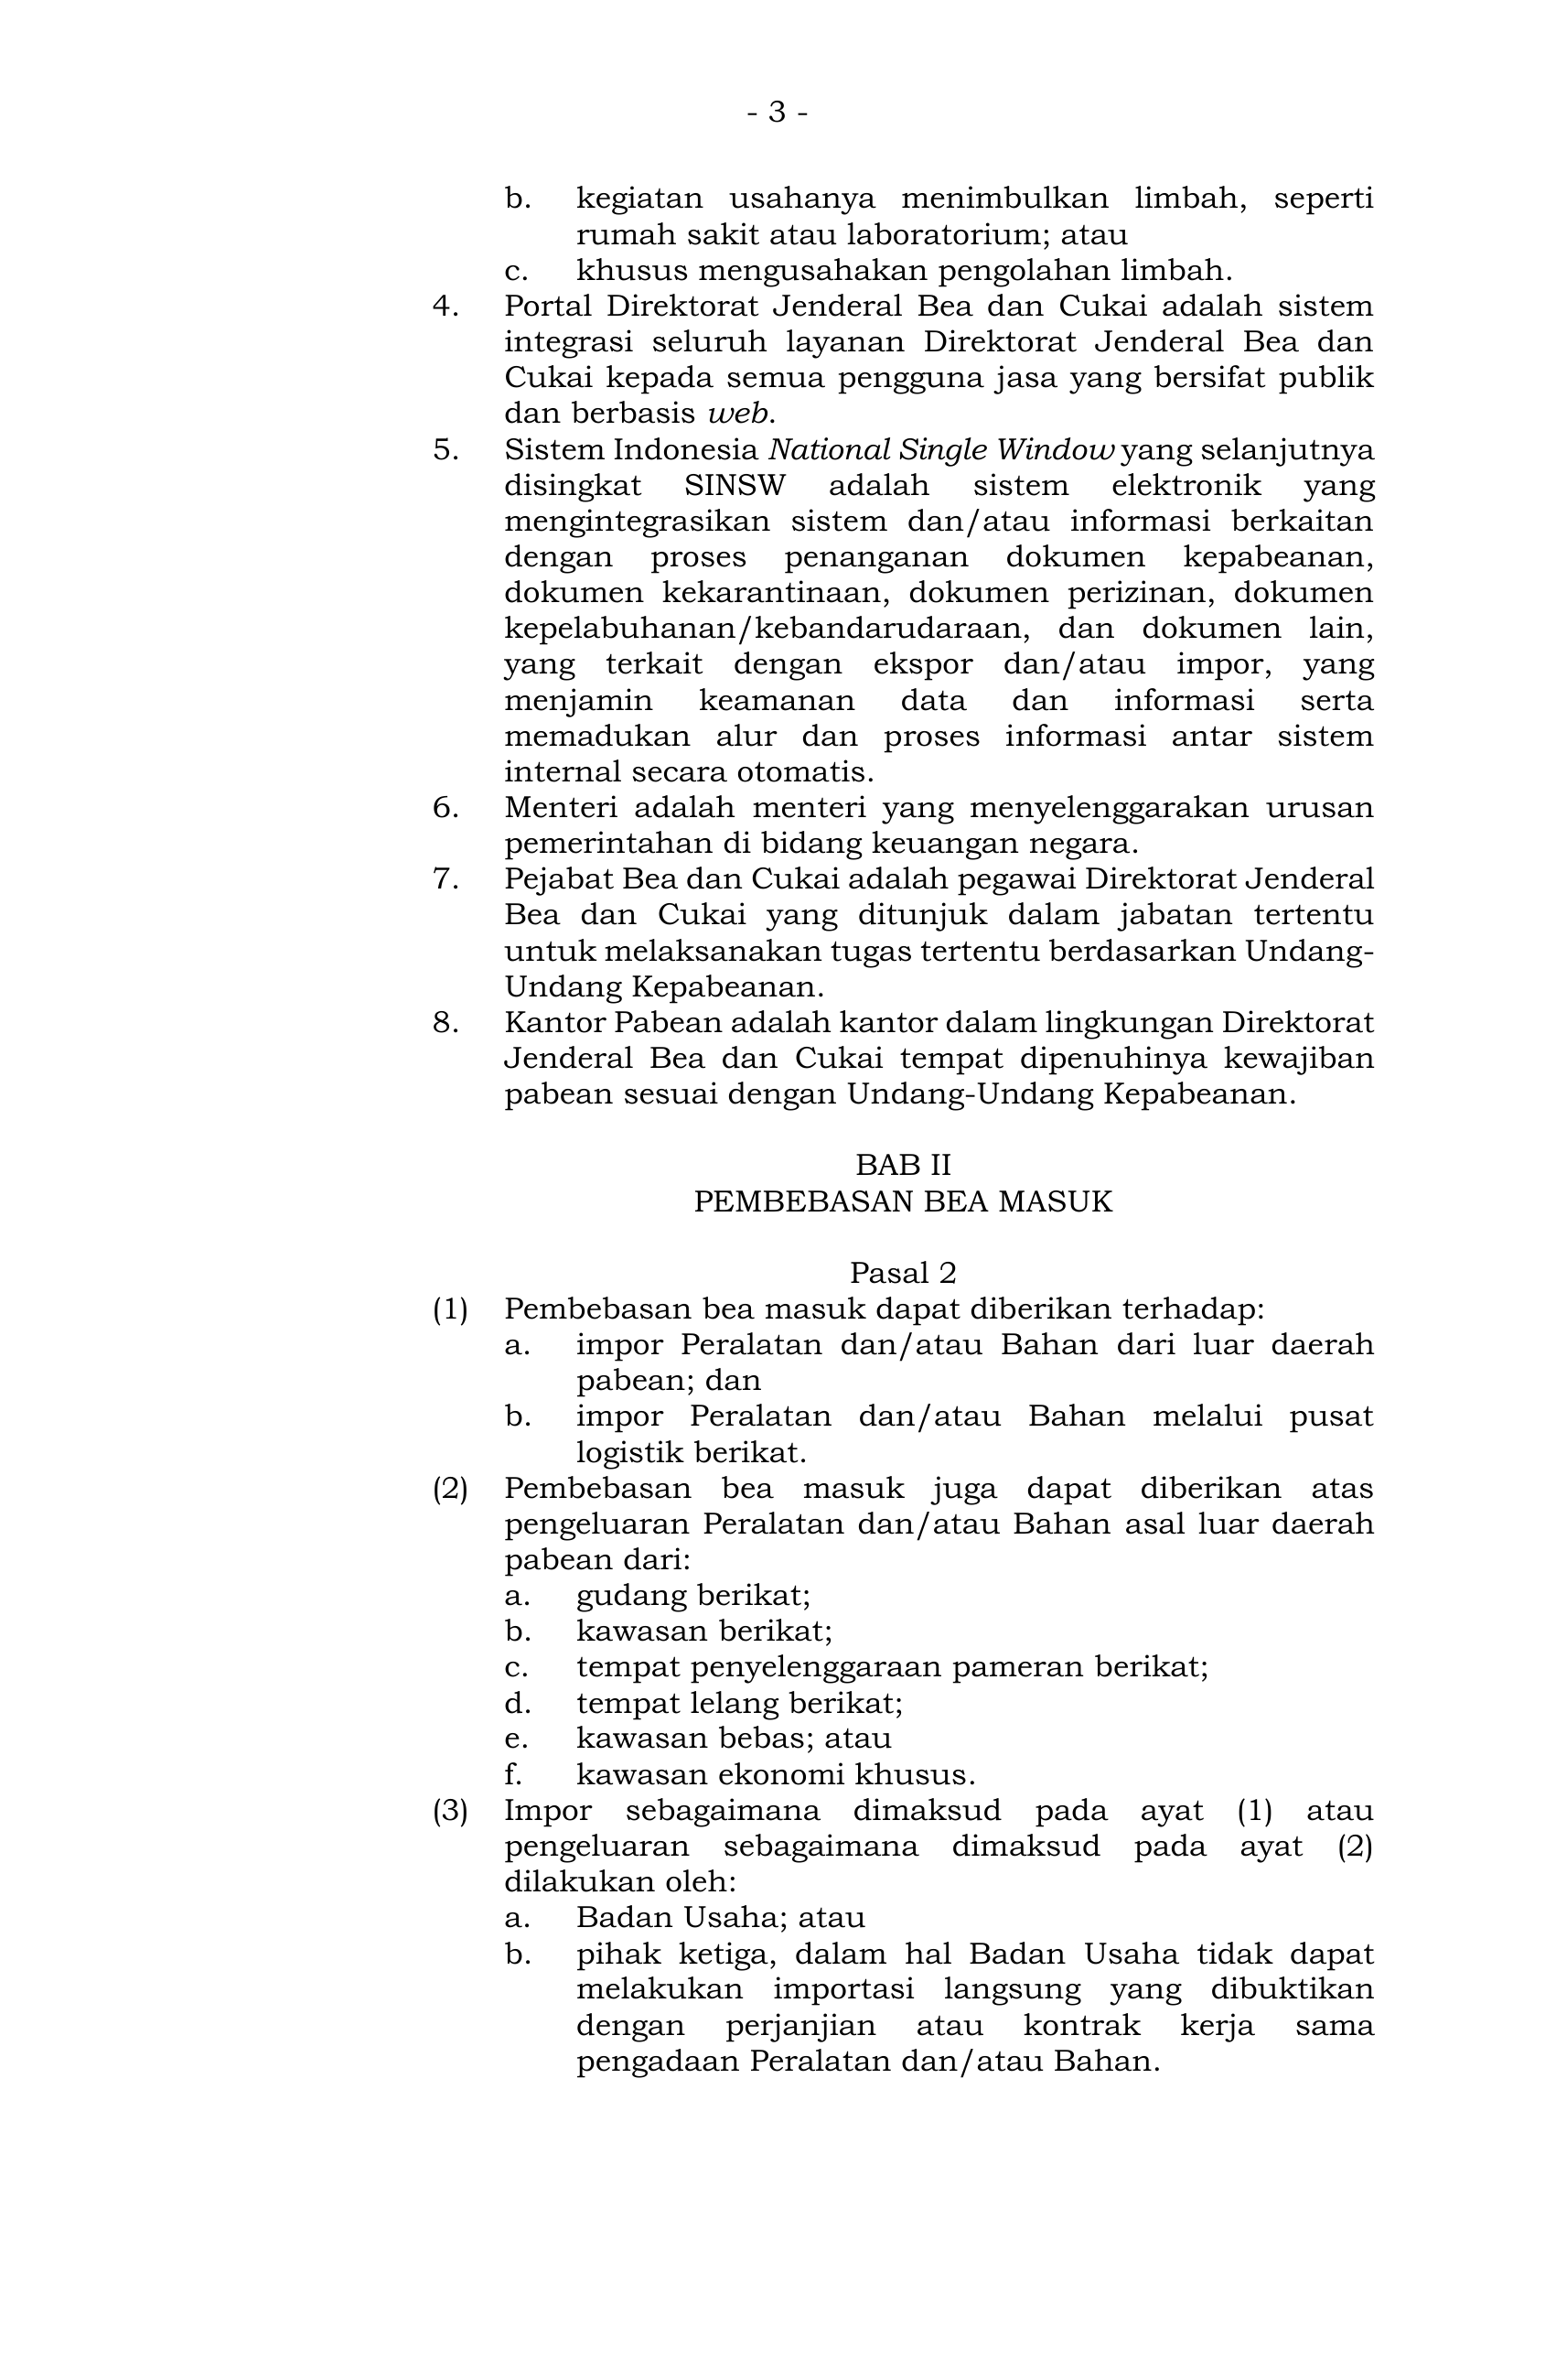 - 3 -
b. kegiatan usahanya menimbulkan limbah, seperti
rumah sakit atau laboratorium; atau
c. khusus mengusahakan pengolahan limbah.
4. Portal Direktorat Jenderal Bea dan Cukai adalah sistem
integrasi seluruh layanan Direktorat Jenderal Bea dan
Cukai kepada semua pengguna jasa yang bersifat publik
dan berbasis web.
5. Sistem Indonesia National Single Window yang selanjutnya
disingkat SINSW adalah sistem elektronik yang
mengintegrasikan sistem dan/atau informasi berkaitan
dengan proses penanganan dokumen kepabeanan,
dokumen kekarantinaan, dokumen perizinan, dokumen
kepelabuhanan/kebandarudaraan, dan dokumen lain,
yang terkait dengan ekspor dan/atau impor, yang
menjamin keamanan data dan informasi serta
memadukan alur dan proses informasi antar sistem
internal secara otomatis.
6. Menteri adalah menteri yang menyelenggarakan urusan
pemerintahan di bidang keuangan negara.
7. Pejabat Bea dan Cukai adalah pegawai Direktorat Jenderal
Bea dan Cukai yang ditunjuk dalam jabatan tertentu
untuk melaksanakan tugas tertentu berdasarkan Undang-
Undang Kepabeanan.
8. Kantor Pabean adalah kantor dalam lingkungan Direktorat
Jenderal Bea dan Cukai tempat dipenuhinya kewajiban
pabean sesuai dengan Undang-Undang Kepabeanan.
BAB II
PEMBEBASAN BEA MASUK
Pasal 2
(1) Pembebasan bea masuk dapat diberikan terhadap:
a. impor Peralatan dan/atau Bahan dari luar daerah
pabean; dan
b. impor Peralatan dan/atau Bahan melalui pusat
logistik berikat.
(2) Pembebasan bea masuk juga dapat diberikan atas
pengeluaran Peralatan dan/atau Bahan asal luar daerah
pabean dari:
a. gudang berikat;
b. kawasan berikat;
c. tempat penyelenggaraan pameran berikat;
d. tempat lelang berikat;
e. kawasan bebas; atau
f. kawasan ekonomi khusus.
(3) Impor sebagaimana dimaksud pada ayat (1) atau
pengeluaran sebagaimana dimaksud pada ayat (2)
dilakukan oleh:
a. Badan Usaha; atau
b. pihak ketiga, dalam hal Badan Usaha tidak dapat
melakukan importasi langsung yang dibuktikan
dengan perjanjian atau kontrak kerja sama
pengadaan Peralatan dan/atau Bahan.